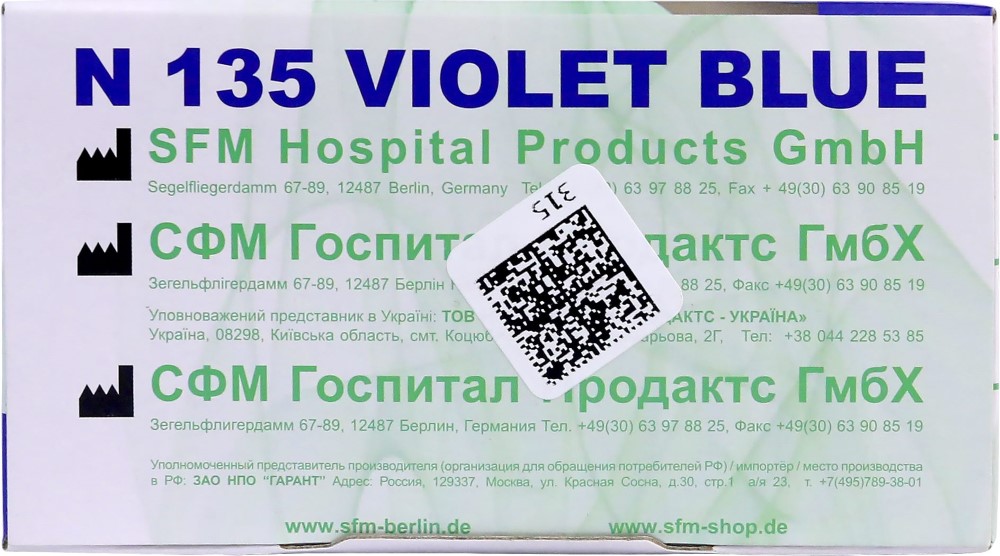 N 135 VIOLET BLUE
SFM Hospital Products GmbH
Segelfliegerdamm 67-89, 12487 Berlin, Germany 63 97 88 25, Fax + 49(30) 63 90 85 19
315
СФМ ГмбХ
Зегельфлігердамм 67-89, 12487 Берлін 88 25, Факс +49(30) 63 90 85 19
Уповноважений представник в Україні: ТОВ - УКРАЇНА»
Україна, 08298, Київська область, смт. 2Г, Тел: +38 044 228 53 85
СФМ Госпитал Продактс ГмбХ
Зегельфлигердамм 67-89, 12487 Берлин, Германия Тел. +49(30) 63 97 88 25, Факс +49(30) 63 90 85 19
Уполномоченный представитель производителя (организация для обращения потребителей РФ) / импортёр / место производства
в РФ: ЗАО НПО "ГАРАНТ" Адрес: Россия, 129337, Москва, ул. Красная Сосна, д.30, стр.1 а/я 23, т. +7(495)789-38-01
www.sfm-berlin.de www.sfm-shop.de